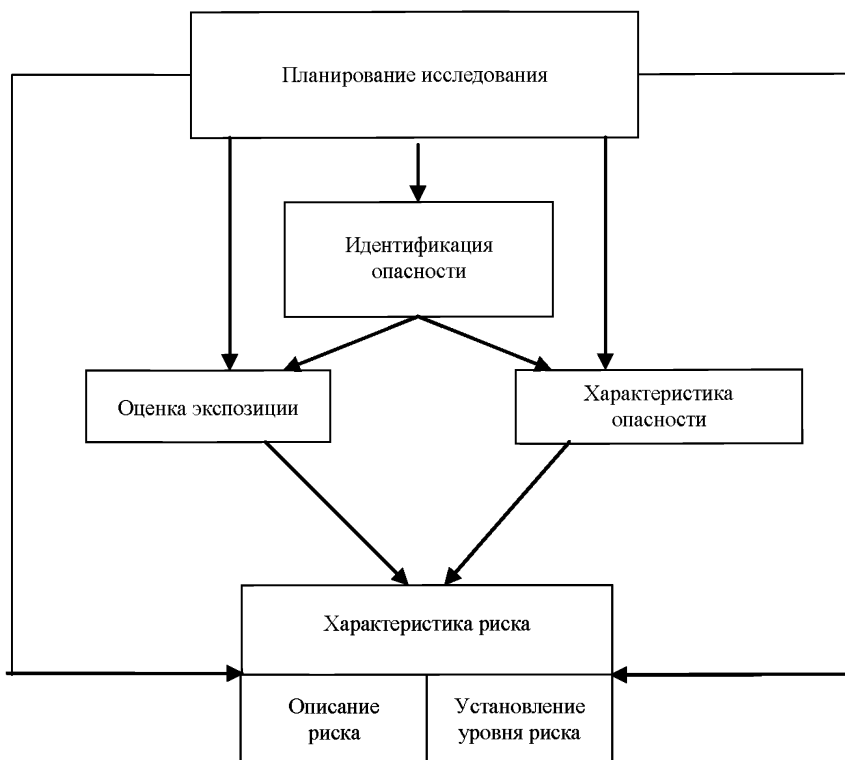 Планирование исследования
Идентификация
опасности
Оценка экспозиции
Характеристика
опасности
Характеристика риска
Описание
риска
Установление
уровня риска